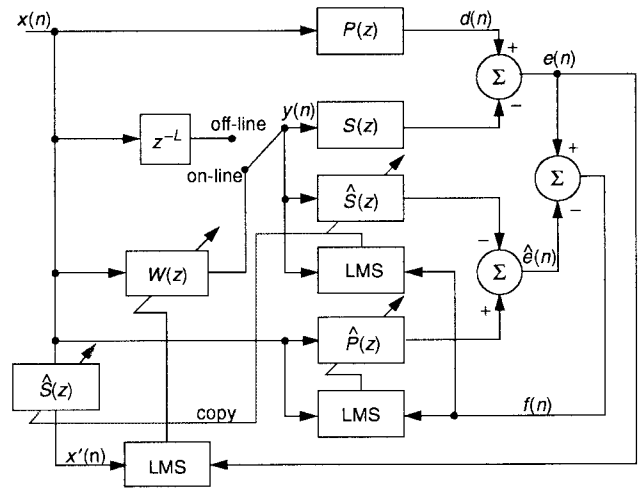 x(n)
P(z)
d(n)
+
Σ
e(n)
−
z⁻ᴸ
off-line
y(n)
S(z)
+
on-line
Σ
−
Ŝ(z)
−
W(z)
LMS
Σ
ê(n)
+
P̂(z)
Ŝ(z)
copy
LMS
f(n)
x'(n)
LMS